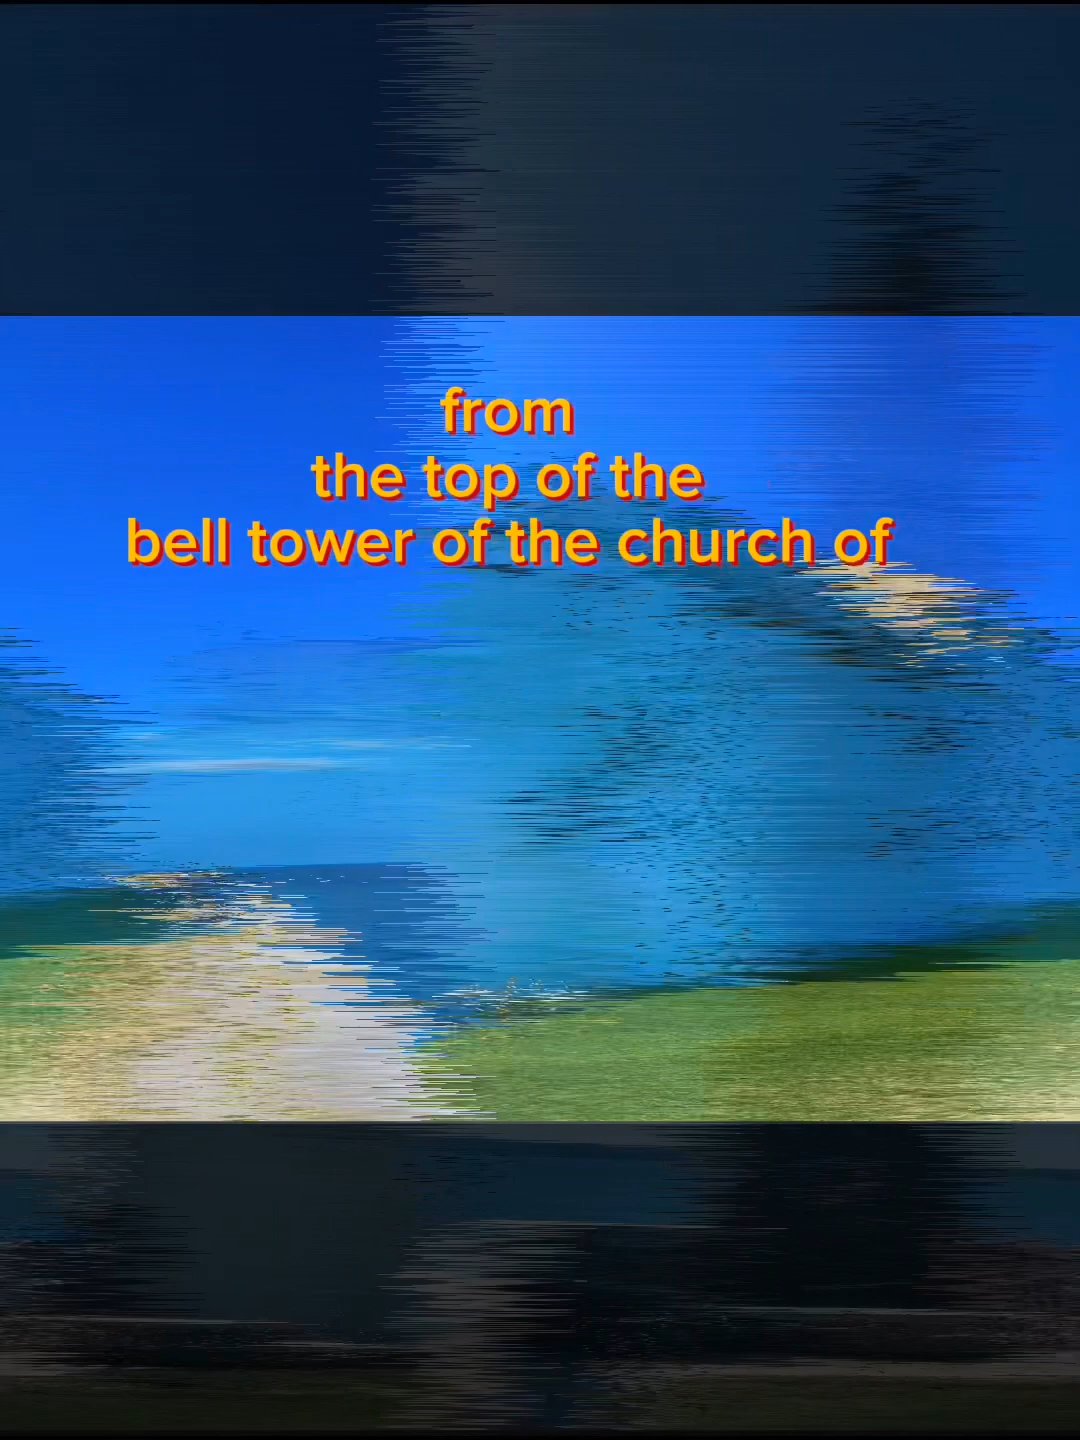 from
the top of the
bell tower of the church of